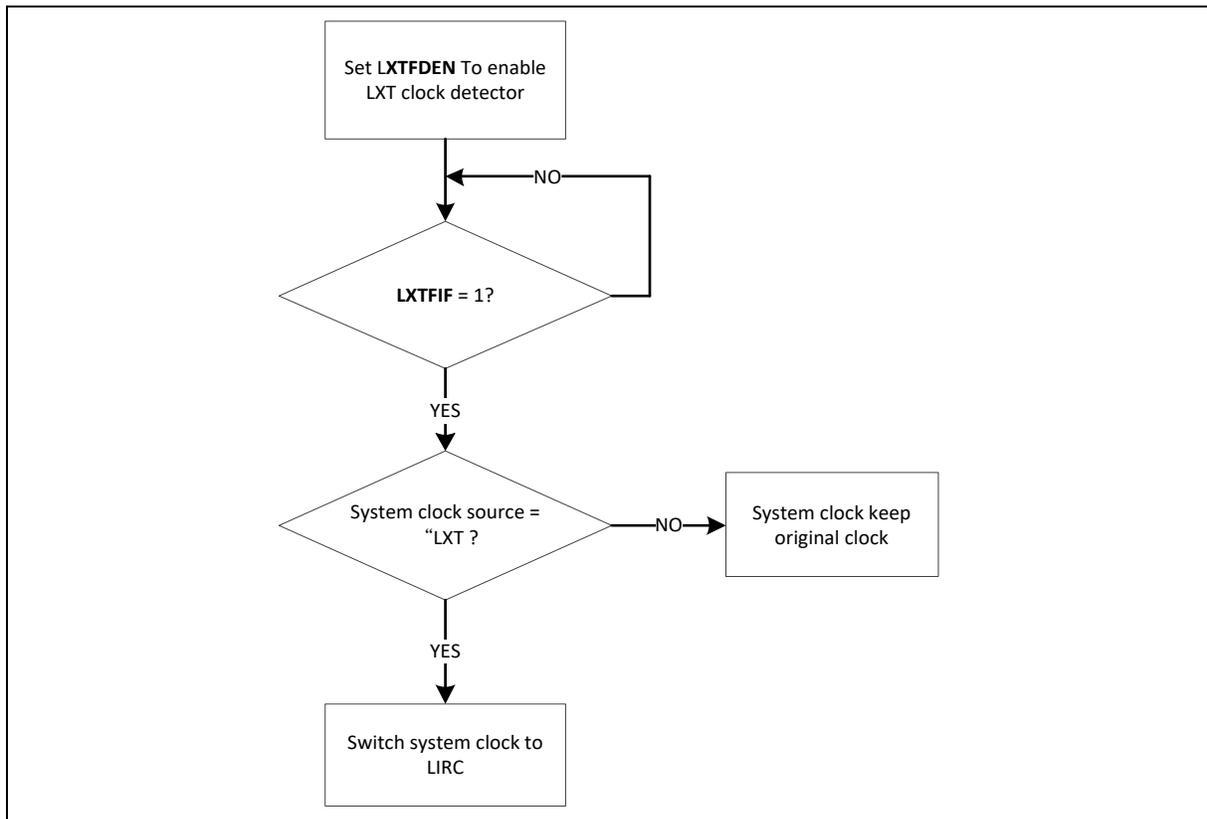 Set LXTFDEN To enable
LXT clock detector
NO
LXTFIF = 1?
YES
System clock source =
“LXT ?
NO
System clock keep
original clock
YES
Switch system clock to
LIRC